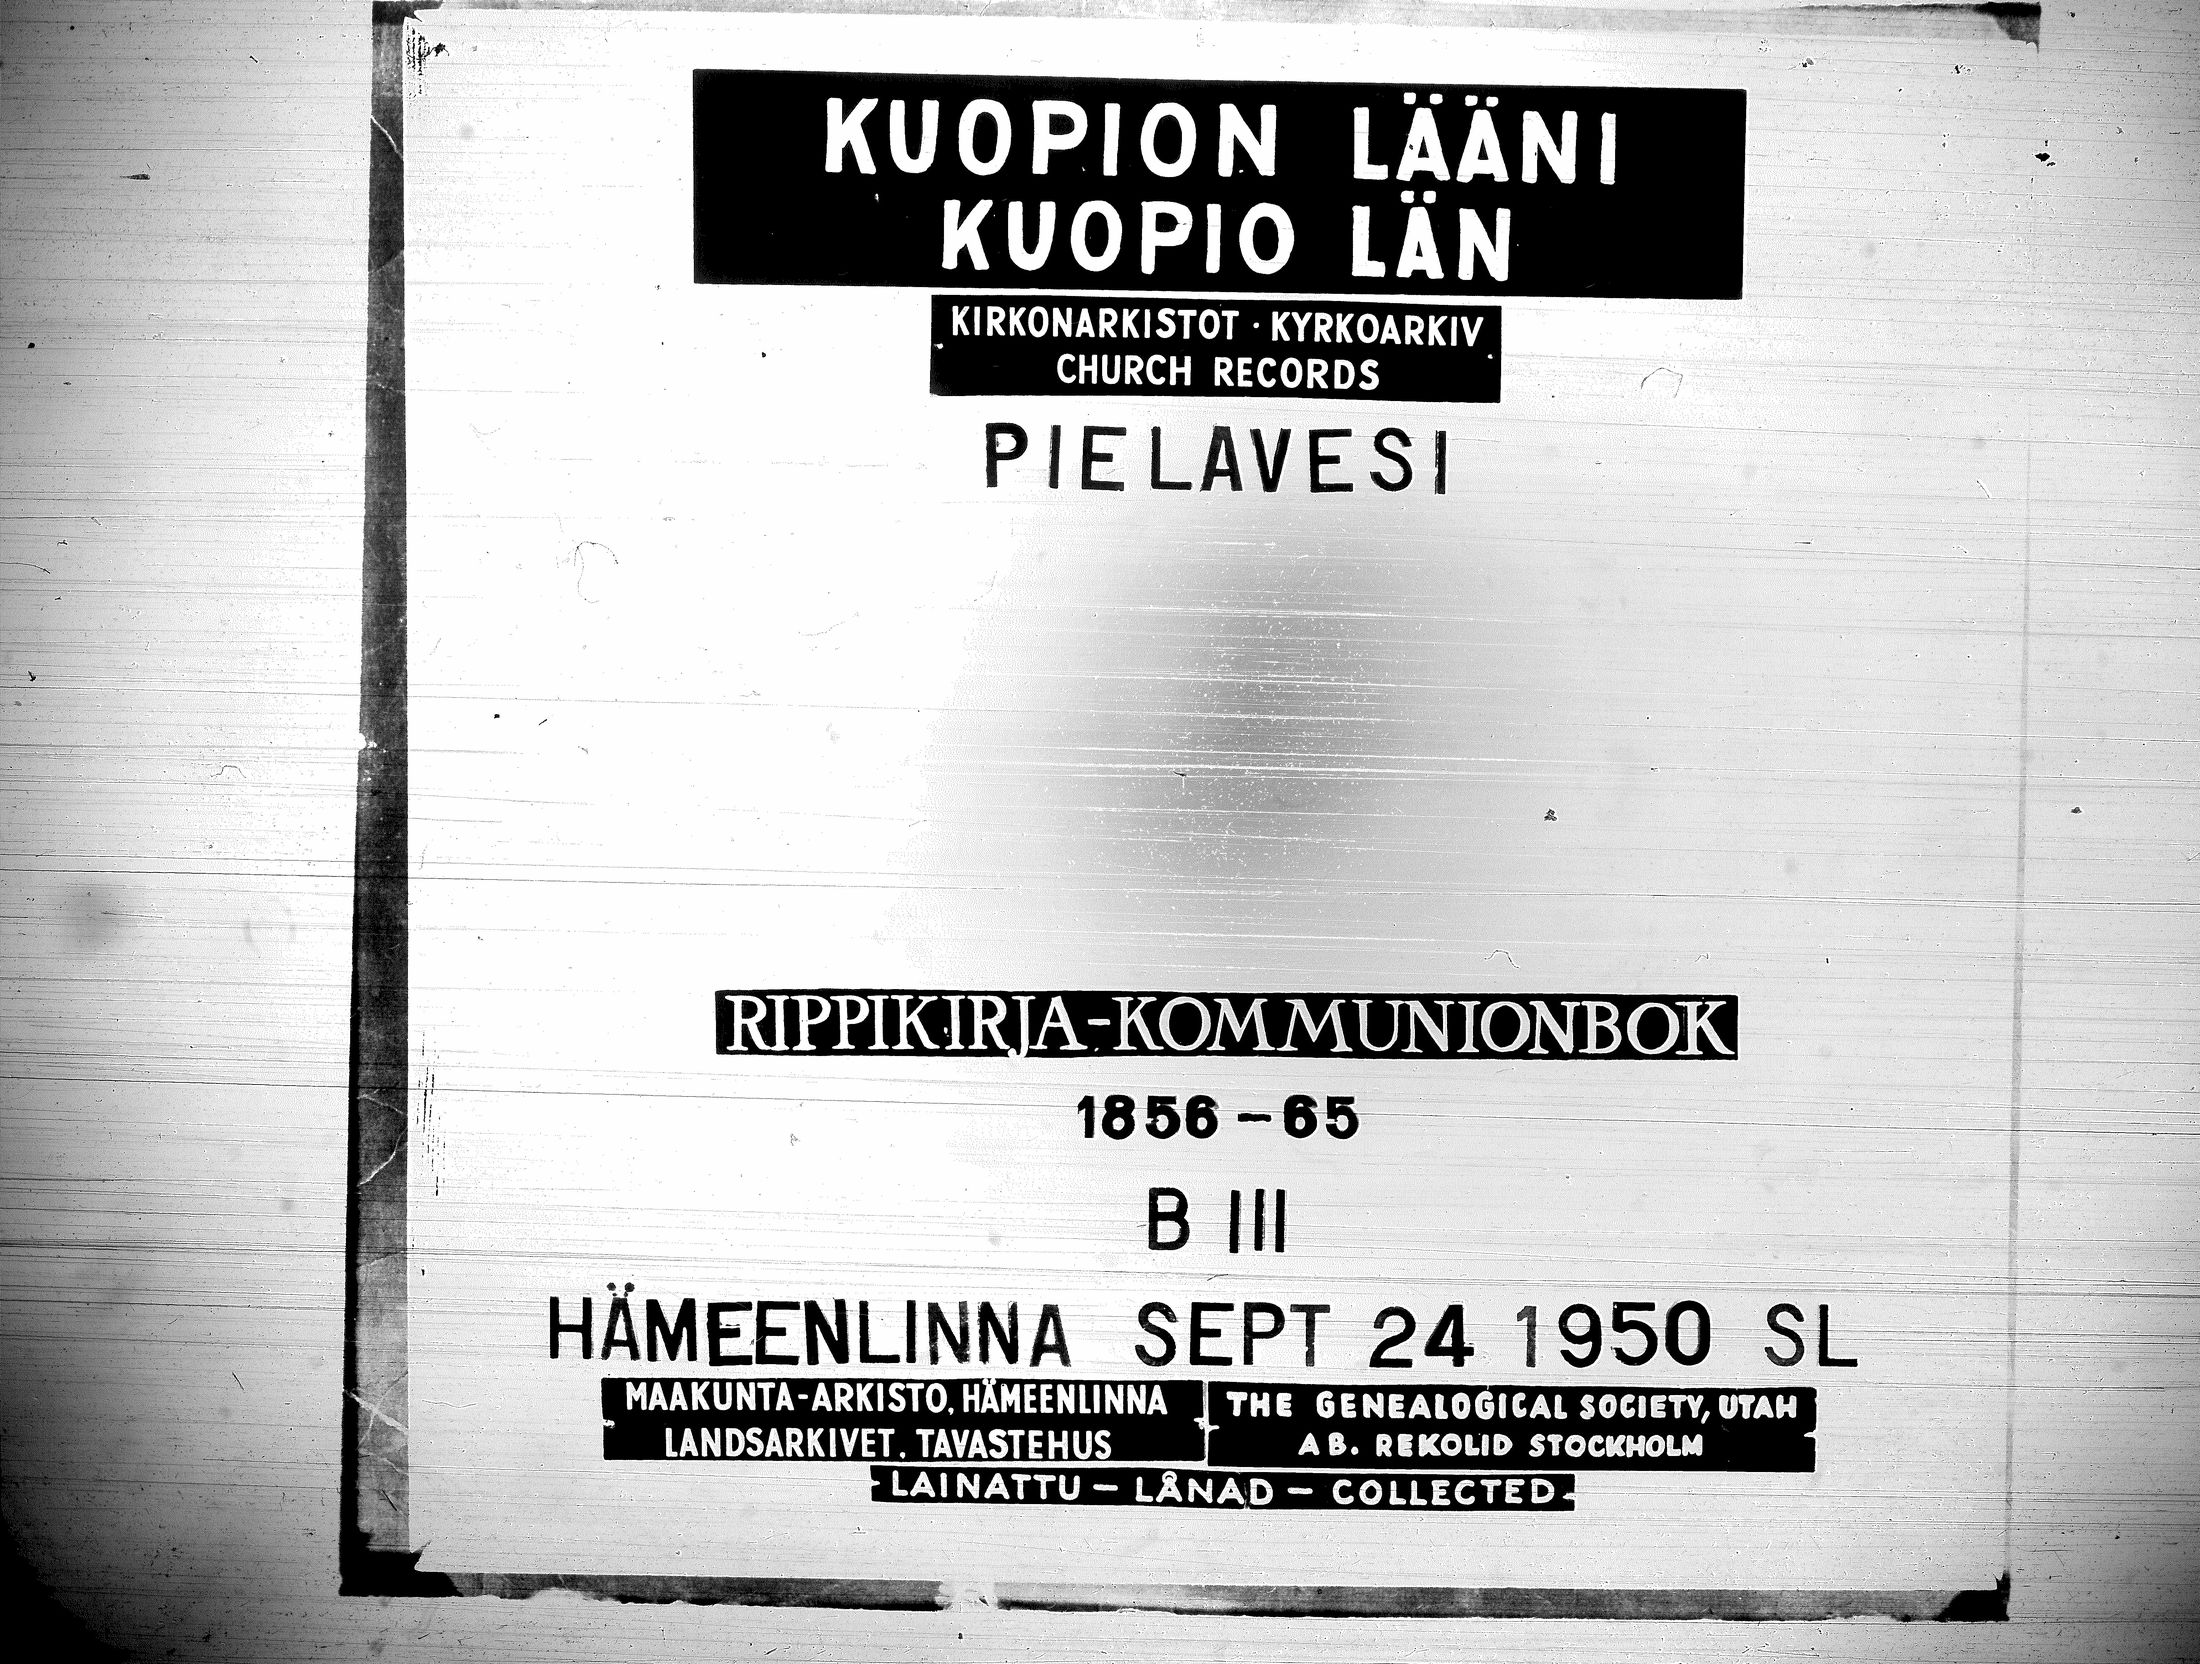 KUOPION LÄÄNI
KUOPIO LÄN
KIRKONARKISTOT · KYRKOARKIV
CHURCH RECORDS
PIELAVESI
RIPPIKIRJA-KOMMUNIONBOK
1856-65
B III
HÄMEENLINNA SEPT 24 1950 SL
MAAKUNTA-ARKISTO, HÄMEENLINNA
LANDSARKIVET, TAVASTEHUS
THE GENEALOGICAL SOCIETY, UTAH
AB. REKOLID STOCKHOLM
LAINATTU - LÅNAD - COLLECTED